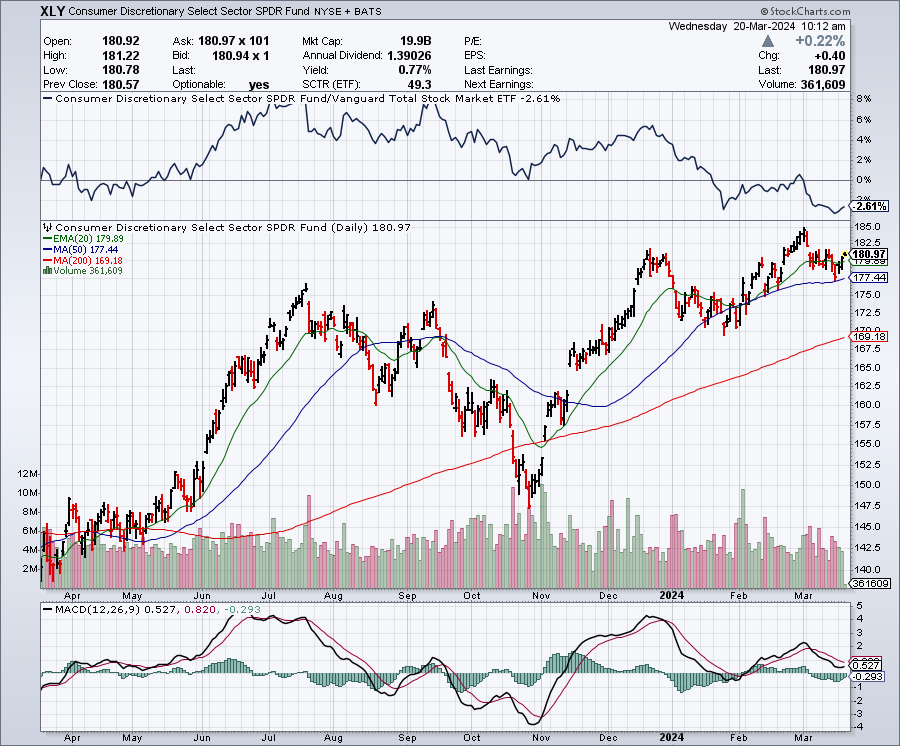 XLY Consumer Discretionary Select Sector SPDR Fund NYSE + BATS
© StockCharts.com
Wednesday 20-Mar-2024 10:12 am
Open: 180.92 Ask: 180.97 x 101 Mkt Cap: 19.9B P/E: +0.22%
High: 181.22 Bid: 180.94 x 1 Annual Dividend: 1.39026 EPS: Chg: +0.40
Low: 180.78 Last: Yield: 0.77% Last Earnings: Last: 180.97
Prev Close: 180.57 Optionable: yes SCTR (ETF): 49.3 Next Earnings: Volume: 361,609
Consumer Discretionary Select Sector SPDR Fund/Vanguard Total Stock Market ETF -2.61%
8%
6%
4%
2%
0%
-2.61%
Consumer Discretionary Select Sector SPDR Fund (Daily) 180.97
EMA(20) 179.89
MA(50) 177.44
MA(200) 169.18
Volume 361,609
185.0
182.5
180.97
179.89
177.44
175.0
172.5
170.0
169.18
167.5
165.0
162.5
160.0
157.5
155.0
152.5
150.0
147.5
145.0
142.5
140.0
361609
12M
10M
8M
6M
4M
2M
Apr May Jun Jul Aug Sep Oct Nov Dec 2024 Feb Mar
MACD(12,26,9) 0.527, 0.820, -0.293
5
4
3
2
0.527
-0.293
-1
-2
-3
-4
Apr May Jun Jul Aug Sep Oct Nov Dec 2024 Feb Mar